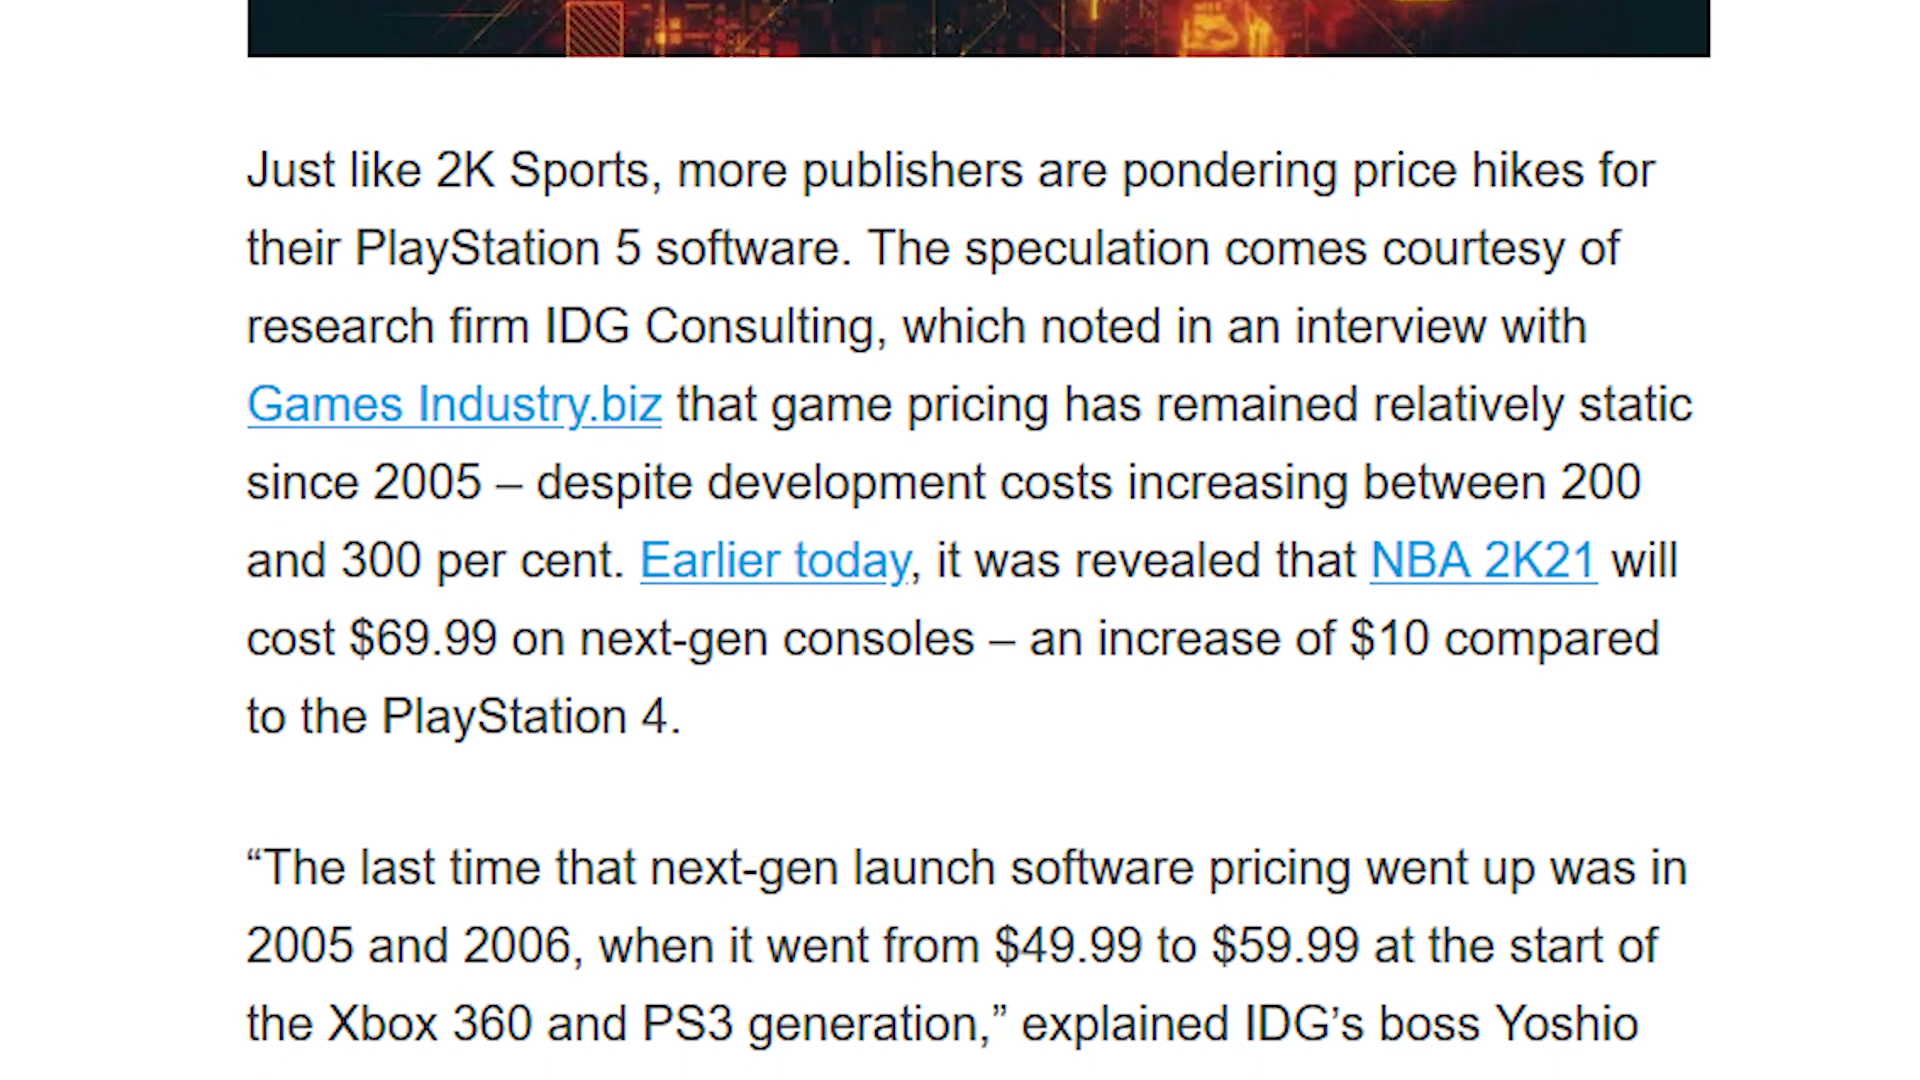 Just like 2K Sports, more publishers are pondering price hikes for
their PlayStation 5 software. The speculation comes courtesy of
research firm IDG Consulting, which noted in an interview with
Games Industry.biz that game pricing has remained relatively static
since 2005 – despite development costs increasing between 200
and 300 per cent. Earlier today, it was revealed that NBA 2K21 will
cost $69.99 on next-gen consoles – an increase of $10 compared
to the PlayStation 4.
“The last time that next-gen launch software pricing went up was in
2005 and 2006, when it went from $49.99 to $59.99 at the start of
the Xbox 360 and PS3 generation,” explained IDG’s boss Yoshio